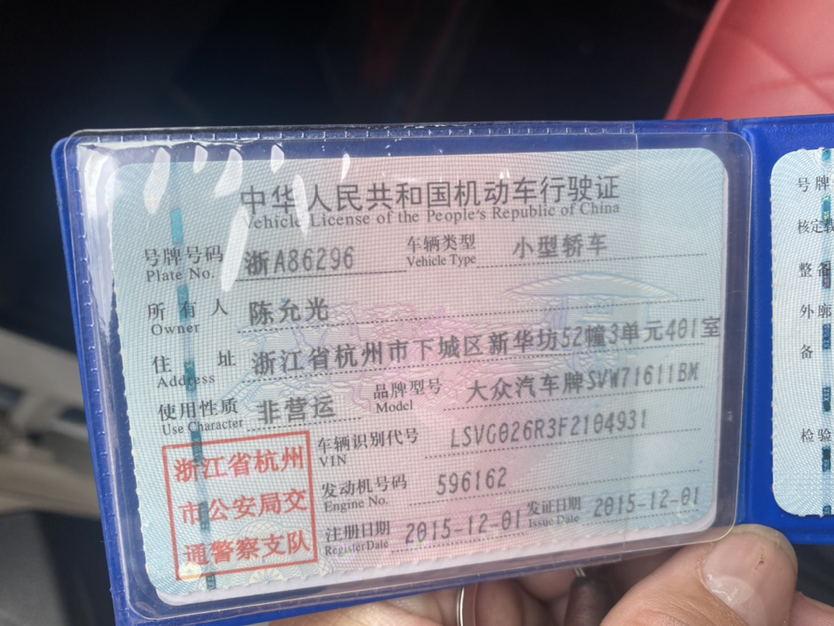 中华人民共和国机动车行驶证
Vehicle License of the People's Republic of China
号牌号码 浙A86296 车辆类型 小型轿车
Plate No. Vehicle Type
所有人 陈允光
Owner
住址 浙江省杭州市下城区新华坊52幢3单元401室
Address
使用性质 非营运 品牌型号 大众汽车牌SVW71611BM
Use Character Model
浙江省杭州
市公安局交
通警察支队
车辆识别代号 LSVG026R3F2104931
VIN
发动机号码 596162
Engine No.
注册日期 2015-12-01 发证日期 2015-12-01
Register Date Issue Date
号牌
核定载
整备
外廓
备
检验